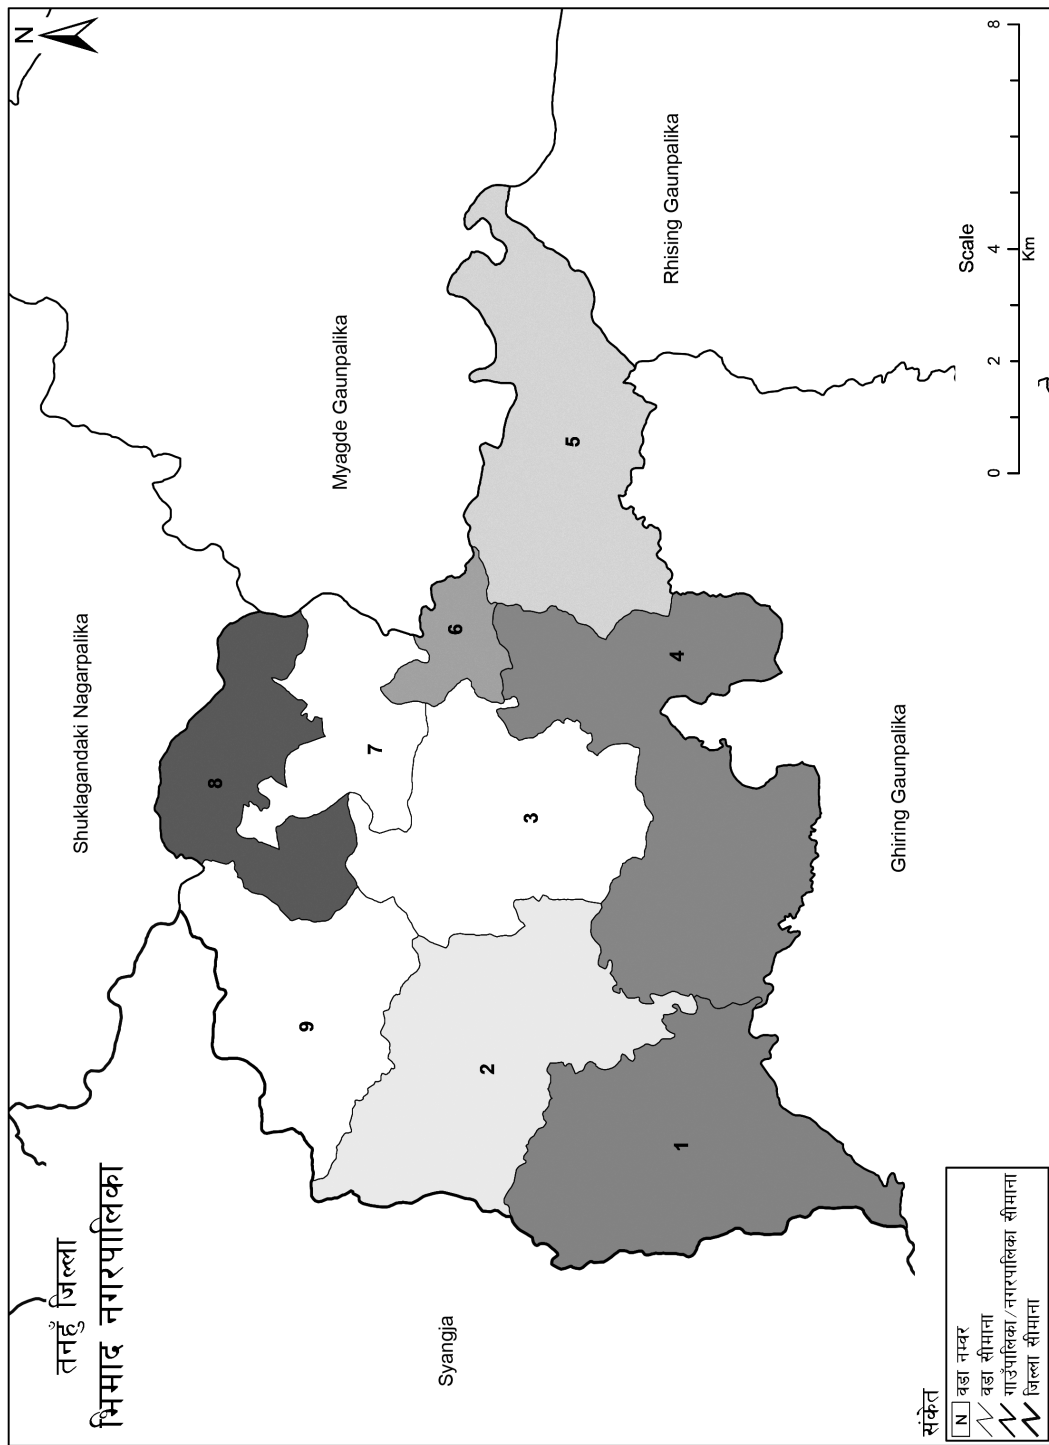 तनहुँ जिल्ला
भिमाद नगरपालिका
N
Shuklagandaki Nagarpalika
Myagde Gaunpalika
Syangja
Rhising Gaunpalika
Ghiring Gaunpalika
8
9
7
6
2
3
5
1
4
संकेत
N वडा नम्बर
वडा सीमाना
गाउँपालिका/नगरपालिका सीमाना
जिल्ला सीमाना
Scale
0 2 4 8
Km